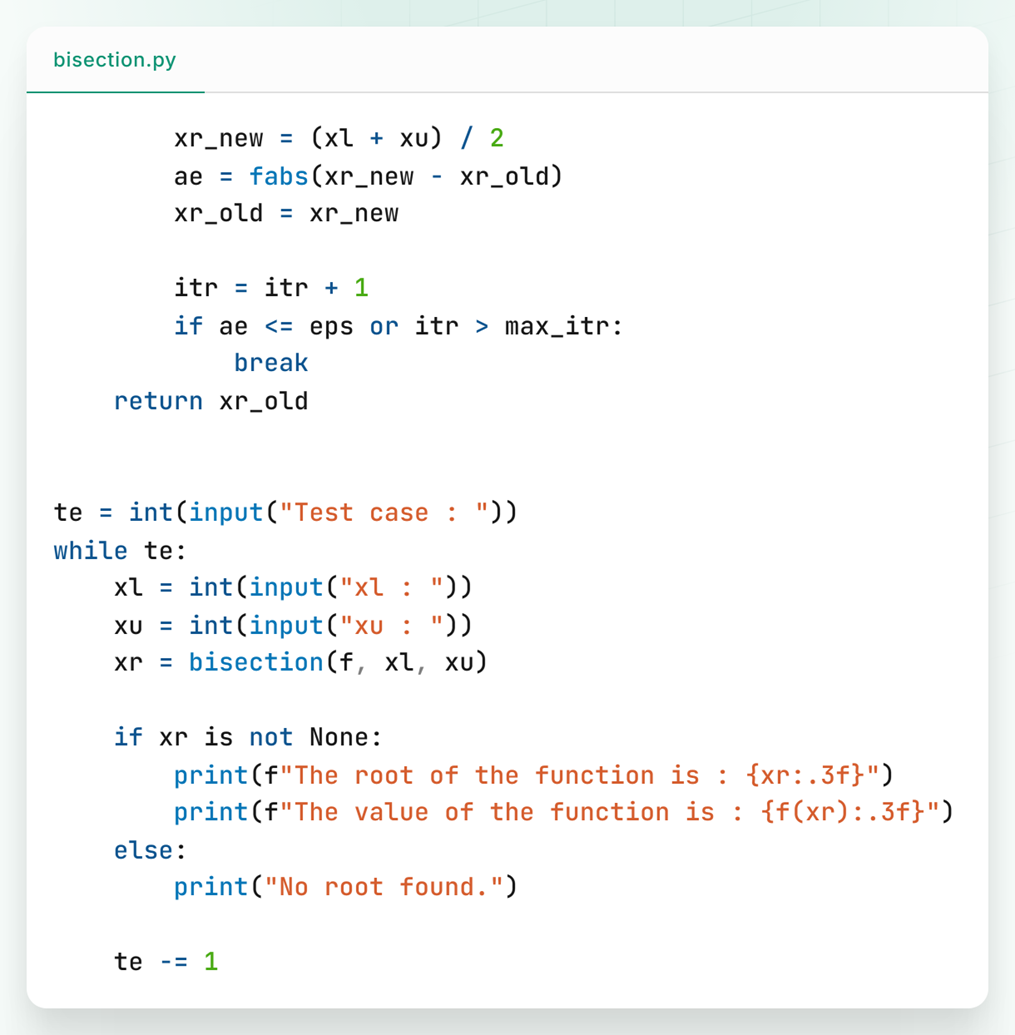 bisection.py
xr_new = (xl + xu) / 2
ae = fabs(xr_new - xr_old)
xr_old = xr_new
itr = itr + 1
if ae <= eps or itr > max_itr:
break
return xr_old
te = int(input("Test case : "))
while te:
xl = int(input("xl : "))
xu = int(input("xu : "))
xr = bisection(f, xl, xu)
if xr is not None:
print(f"The root of the function is : {xr:.3f}")
print(f"The value of the function is : {f(xr):.3f}")
else:
print("No root found.")
te -= 1